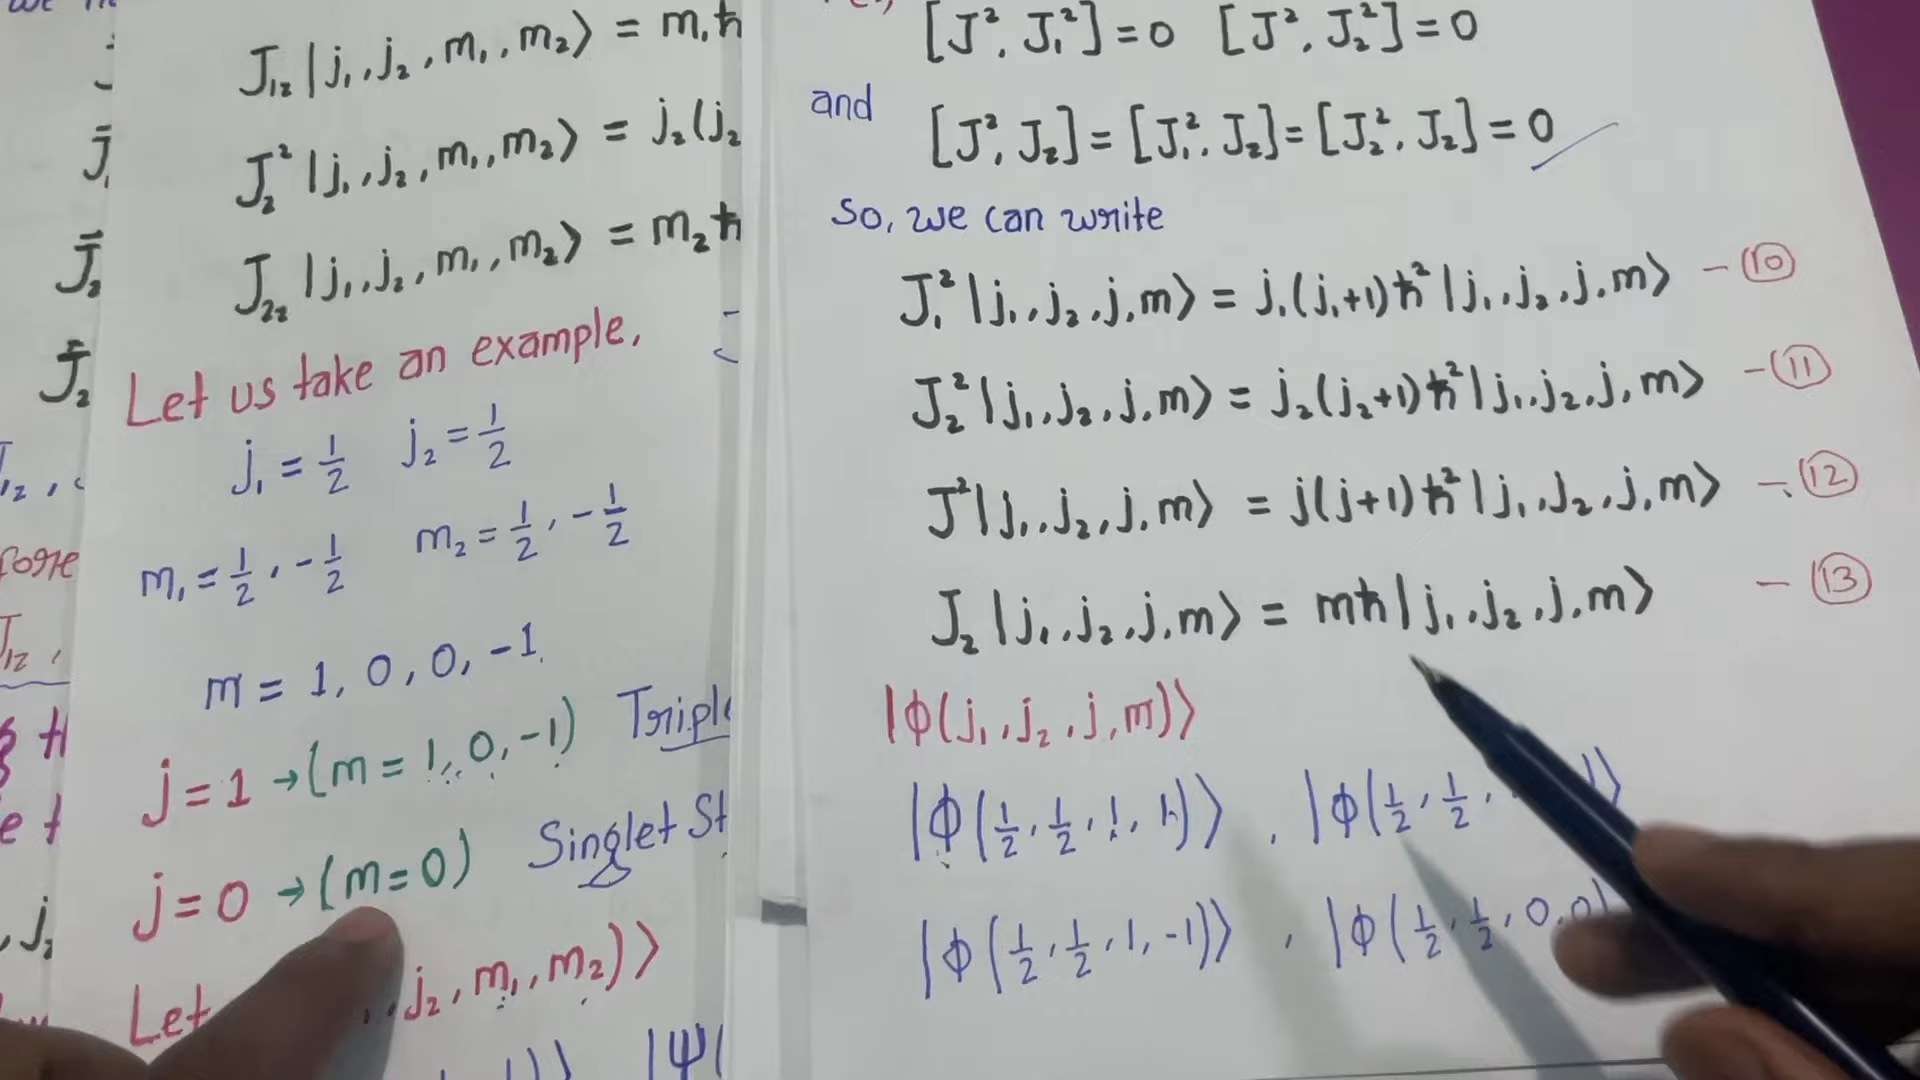 J₁z |j₁, j₂, m₁, m₂⟩ = m₁ħ
J₂² |j₁, j₂, m₁, m₂⟩ = j₂(j₂
J₂z |j₁, j₂, m₁, m₂⟩ = m₂ħ
Let us take an example,
j₁ = 1/2 j₂ = 1/2
m₁ = 1/2, -1/2 m₂ = 1/2, -1/2
m = 1, 0, 0, -1
j = 1 → (m = 1, 0, -1)
j = 0 → (m = 0) Singlet St
Let j₂, m₁, m₂)⟩
|ψ(
[J², J₁²] = 0 [J², J₂²] = 0
and
[J², Jz] = [J₁², Jz] = [J₂², Jz] = 0
So, we can write
J₁² |j₁, j₂, j, m⟩ = j₁(j₁+1)ħ² |j₁, j₂, j, m⟩ - ⑩
J₂² |j₁, j₂, j, m⟩ = j₂(j₂+1)ħ² |j₁, j₂, j, m⟩ - ⑪
J² |j₁, j₂, j, m⟩ = j(j+1)ħ² |j₁, j₂, j, m⟩ - ⑫
Jz |j₁, j₂, j, m⟩ = mħ |j₁, j₂, j, m⟩ - ⑬
|ϕ(j₁, j₂, j, m)⟩
|ϕ(1/2, 1/2, 1, 1)⟩, |ϕ(1/2, 1/2,
|ϕ(1/2, 1/2, 1, -1)⟩, |ϕ(1/2, 1/2, 0, 0)